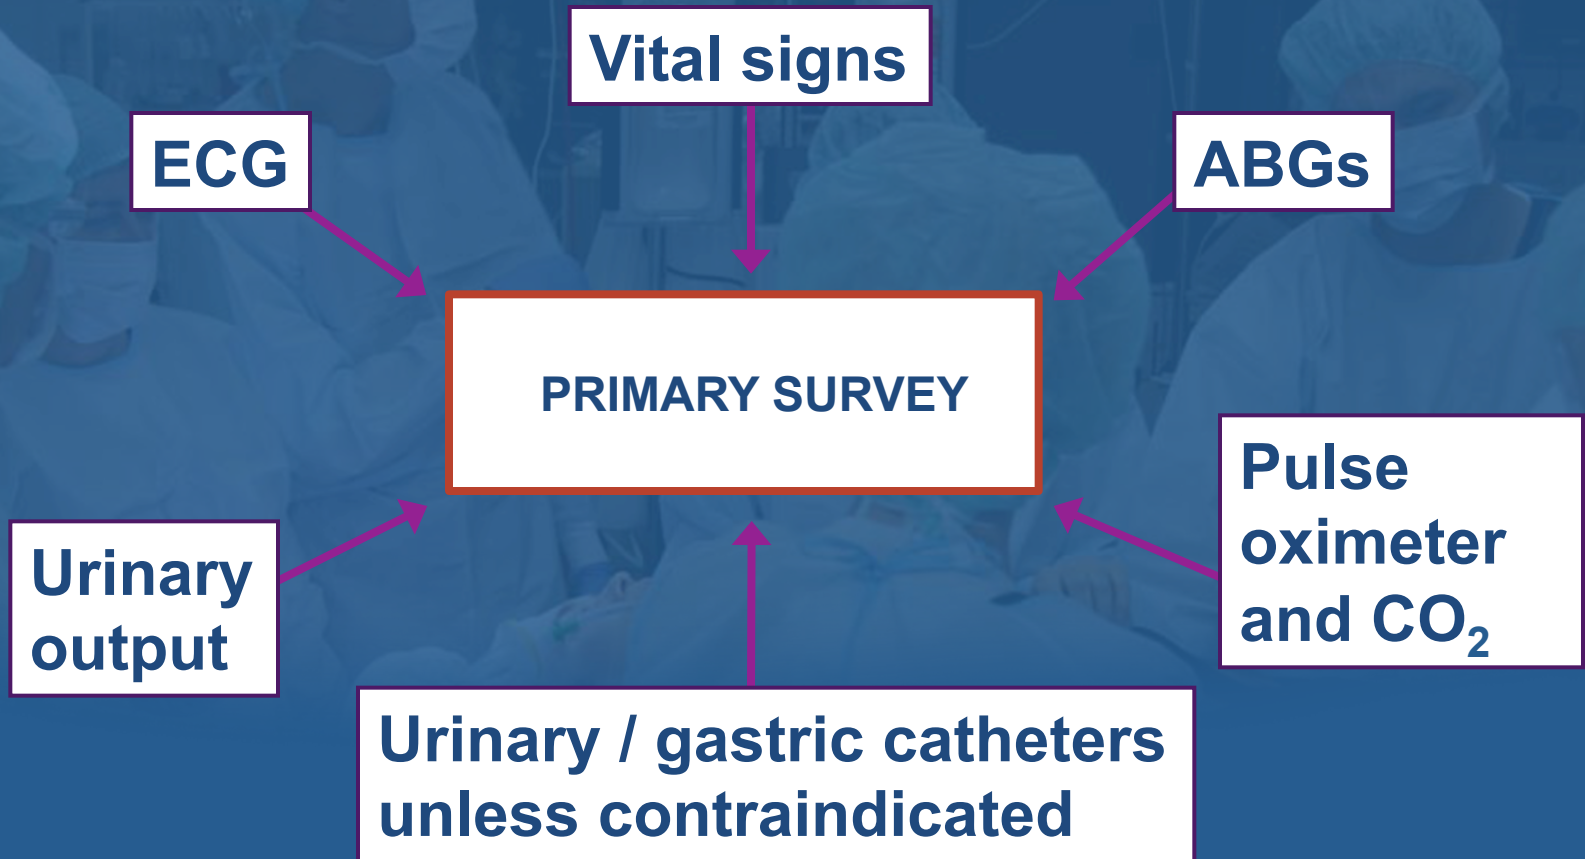 Vital signs
ECG
ABGs
PRIMARY SURVEY
Pulse
oximeter
and CO₂
Urinary
output
Urinary / gastric catheters
unless contraindicated